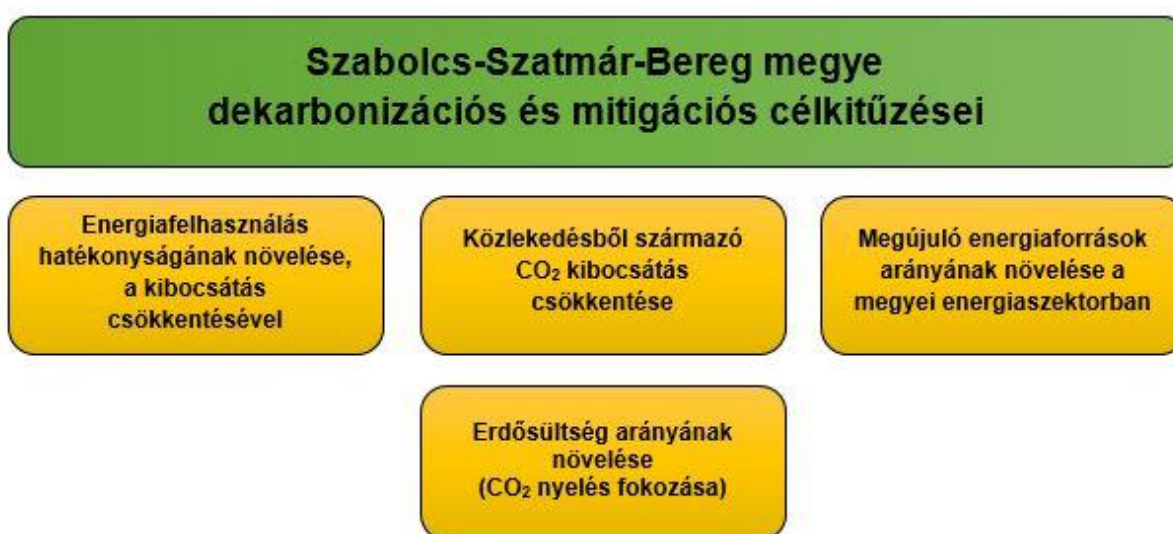 Szabolcs-Szatmár-Bereg megye
dekarbonizációs és mitigációs célkitűzései
Energiafelhasználás
hatékonyságának növelése,
a kibocsátás
csökkentésével
Közlekedésből származó
CO₂ kibocsátás
csökkentése
Megújuló energiaforrások
arányának növelése a
megyei energiaszektorban
Erdősültség arányának
növelése
(CO₂ nyelés fokozása)